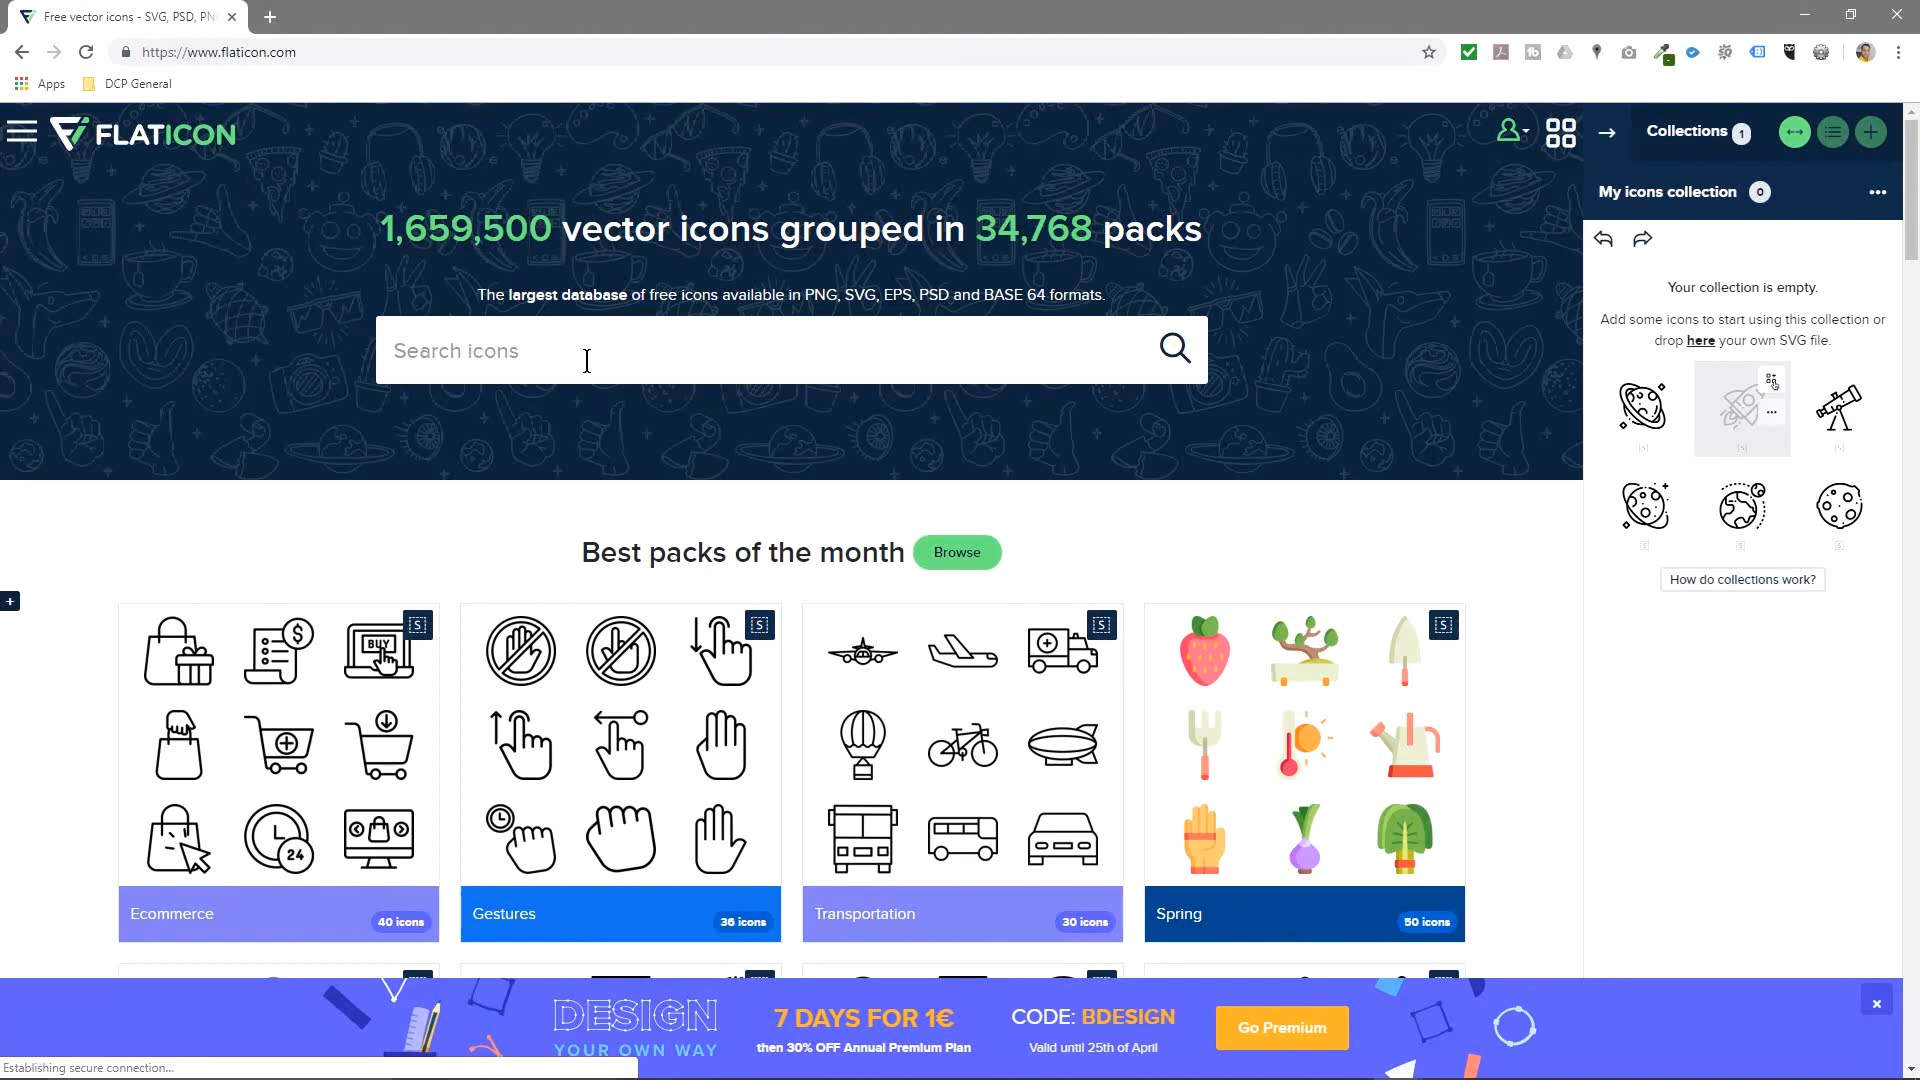 Free vector icons - SVG, PSD, PN
https://www.flaticon.com
Apps
DCP General
FLATICON
Collections 1
My icons collection 0
1,659,500 vector icons grouped in 34,768 packs
The largest database of free icons available in PNG, SVG, EPS, PSD and BASE 64 formats.
Search icons
Your collection is empty.
Add some icons to start using this collection or
drop here your own SVG file.
How do collections work?
Best packs of the month
Browse
BUY
24
Ecommerce
40 icons
Gestures
36 icons
Transportation
30 icons
Spring
50 icons
DESIGN
YOUR OWN WAY
7 DAYS FOR 1€
then 30% OFF Annual Premium Plan
CODE: BDESIGN
Valid until 25th of April
Go Premium
Establishing secure connection...